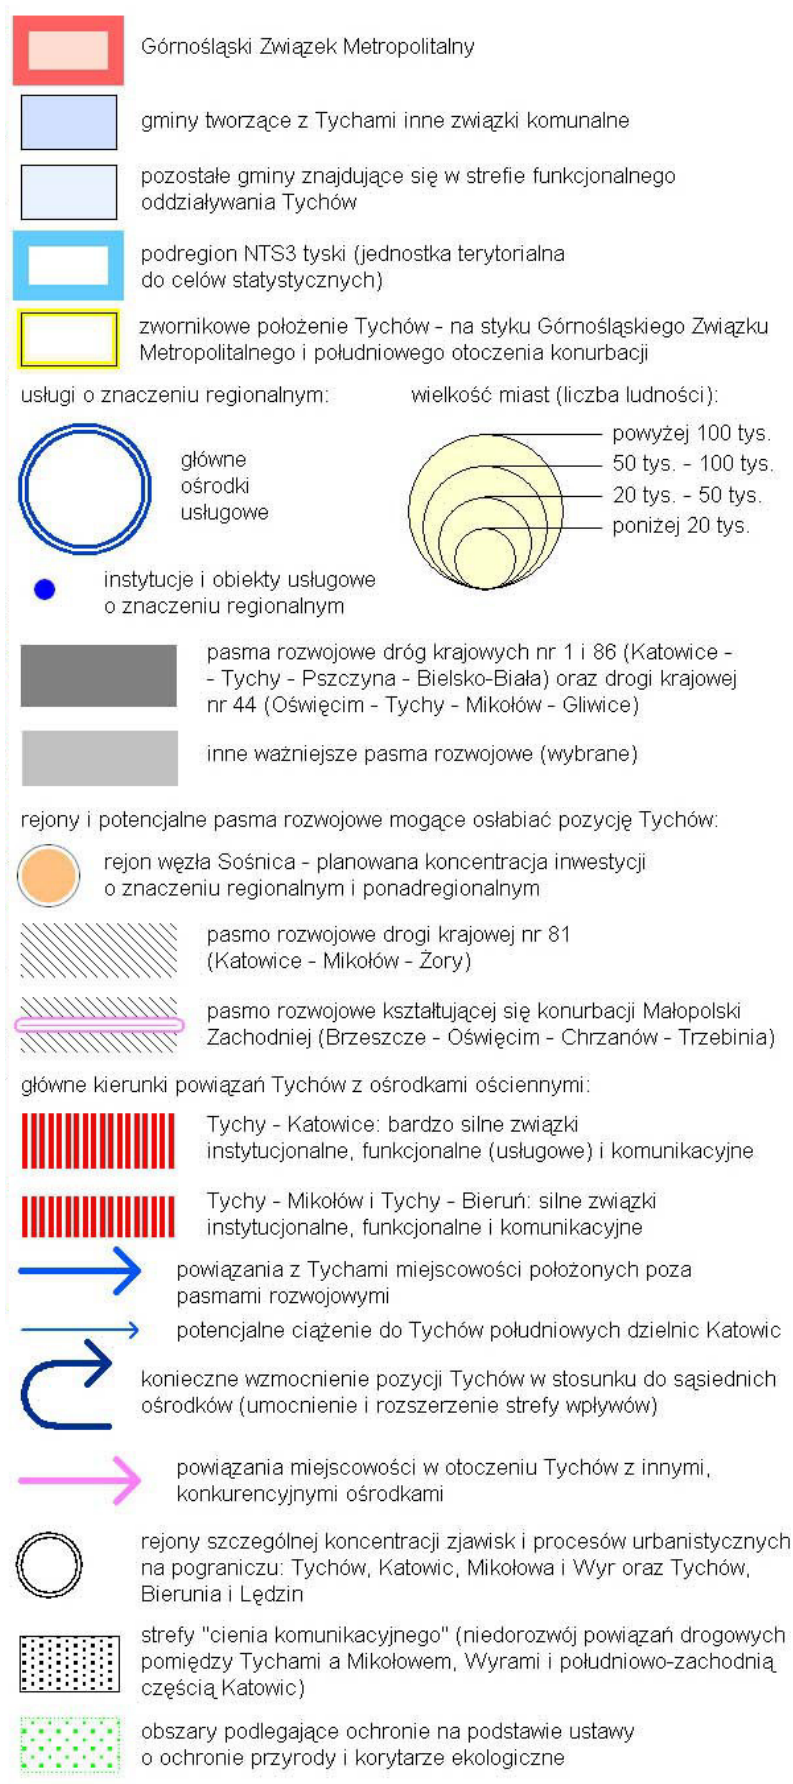 Górnośląski Związek Metropolitalny
gminy tworzące z Tychami inne związki komunalne
pozostałe gminy znajdujące się w strefie funkcjonalnego
oddziaływania Tychów
podregion NTS3 tyski (jednostka terytorialna
do celów statystycznych)
zwornikowe położenie Tychów - na styku Górnośląskiego Związku
Metropolitalnego i południowego otoczenia konurbacji
usługi o znaczeniu regionalnym:
główne
ośrodki
usługowe
instytucje i obiekty usługowe
o znaczeniu regionalnym
wielkość miast (liczba ludności):
powyżej 100 tys.
50 tys. - 100 tys.
20 tys. - 50 tys.
poniżej 20 tys.
pasma rozwojowe dróg krajowych nr 1 i 86 (Katowice -
- Tychy - Pszczyna - Bielsko-Biała) oraz drogi krajowej
nr 44 (Oświęcim - Tychy - Mikołów - Gliwice)
inne ważniejsze pasma rozwojowe (wybrane)
rejony i potencjalne pasma rozwojowe mogące osłabiać pozycję Tychów:
rejon węzła Sośnica - planowana koncentracja inwestycji
o znaczeniu regionalnym i ponadregionalnym
pasmo rozwojowe drogi krajowej nr 81
(Katowice - Mikołów - Żory)
pasmo rozwojowe kształtującej się konurbacji Małopolski
Zachodniej (Brzeszcze - Oświęcim - Chrzanów - Trzebinia)
główne kierunki powiązań Tychów z ośrodkami ościennymi:
Tychy - Katowice: bardzo silne związki
instytucjonalne, funkcjonalne (usługowe) i komunikacyjne
Tychy - Mikołów i Tychy - Bieruń: silne związki
instytucjonalne, funkcjonalne i komunikacyjne
powiązania z Tychami miejscowości położonych poza
pasmami rozwojowymi
potencjalne ciążenie do Tychów południowych dzielnic Katowic
konieczne wzmocnienie pozycji Tychów w stosunku do sąsiednich
ośrodków (umocnienie i rozszerzenie strefy wpływów)
powiązania miejscowości w otoczeniu Tychów z innymi,
konkurencyjnymi ośrodkami
rejony szczególnej koncentracji zjawisk i procesów urbanistycznych
na pograniczu: Tychów, Katowic, Mikołowa i Wyr oraz Tychów,
Bierunia i Lędzin
strefy "cienia komunikacyjnego" (niedorozwój powiązań drogowych
pomiędzy Tychami a Mikołowem, Wyrami i południowo-zachodnią
częścią Katowic)
obszary podlegające ochronie na podstawie ustawy
o ochronie przyrody i korytarze ekologiczne